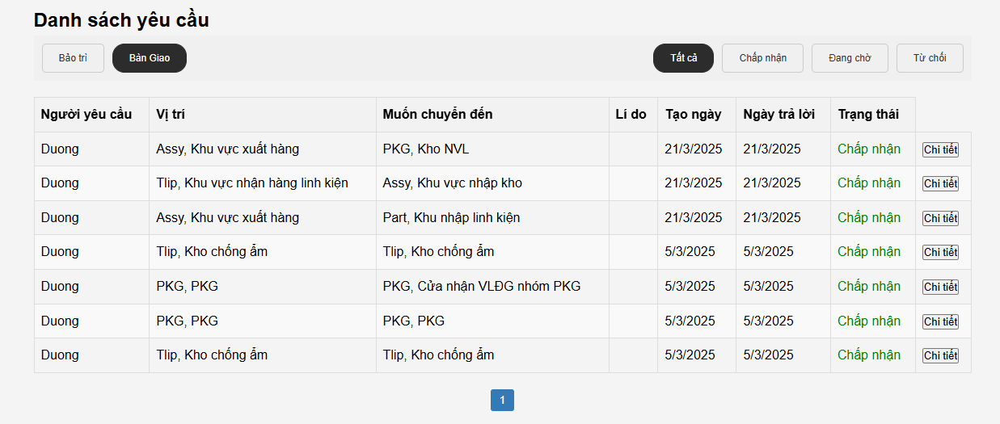 Danh sách yêu cầu
Bảo trì Bàn Giao Tất cả Chấp nhận Đang chờ Từ chối
Người yêu cầu Vị trí Muốn chuyển đến Lí do Tạo ngày Ngày trả lời Trạng thái
Duong Assy, Khu vực xuất hàng PKG, Kho NVL 21/3/2025 21/3/2025 Chấp nhận Chi tiết
Duong Tlip, Khu vực nhận hàng linh kiện Assy, Khu vực nhập kho 21/3/2025 21/3/2025 Chấp nhận Chi tiết
Duong Assy, Khu vực xuất hàng Part, Khu nhập linh kiện 21/3/2025 21/3/2025 Chấp nhận Chi tiết
Duong Tlip, Kho chống ẩm Tlip, Kho chống ẩm 5/3/2025 5/3/2025 Chấp nhận Chi tiết
Duong PKG, PKG PKG, Cửa nhận VLĐG nhóm PKG 5/3/2025 5/3/2025 Chấp nhận Chi tiết
Duong PKG, PKG PKG, PKG 5/3/2025 5/3/2025 Chấp nhận Chi tiết
Duong Tlip, Kho chống ẩm Tlip, Kho chống ẩm 5/3/2025 5/3/2025 Chấp nhận Chi tiết
1